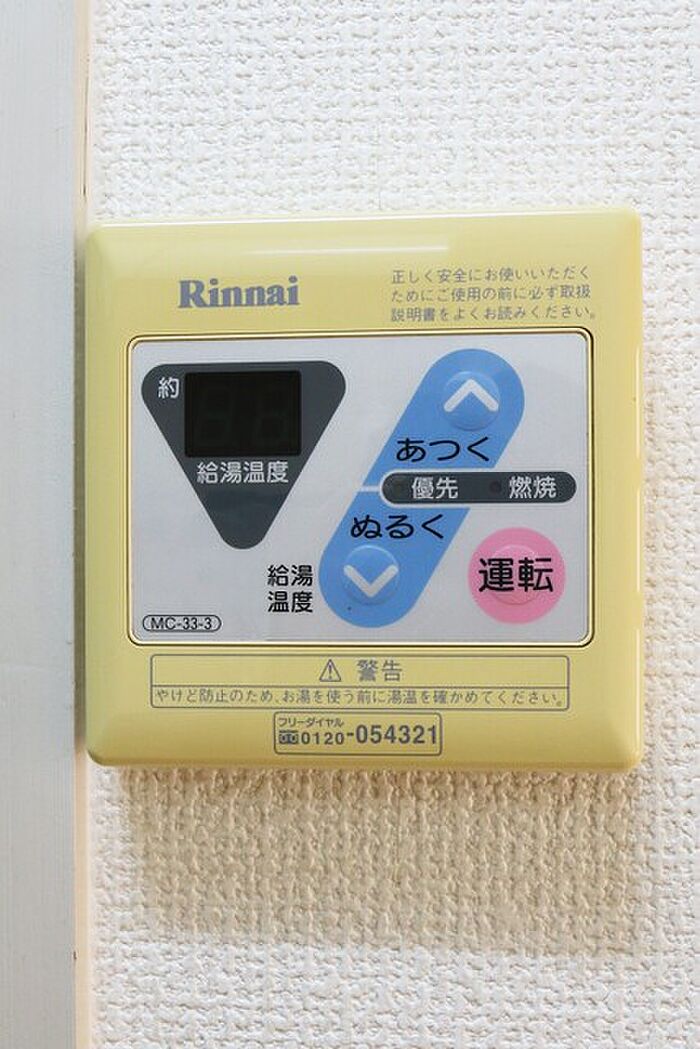 Rinnai
正しく安全にお使いいただく
ためにご使用の前に必ず取扱
説明書をよくお読みください。
約
給湯温度
あつく
優先 燃焼
ぬるく
給湯
温度
運転
MC-33-3
警告
やけど防止のため、お湯を使う前に湯温を確かめてください。
フリーダイヤル
0120-054321